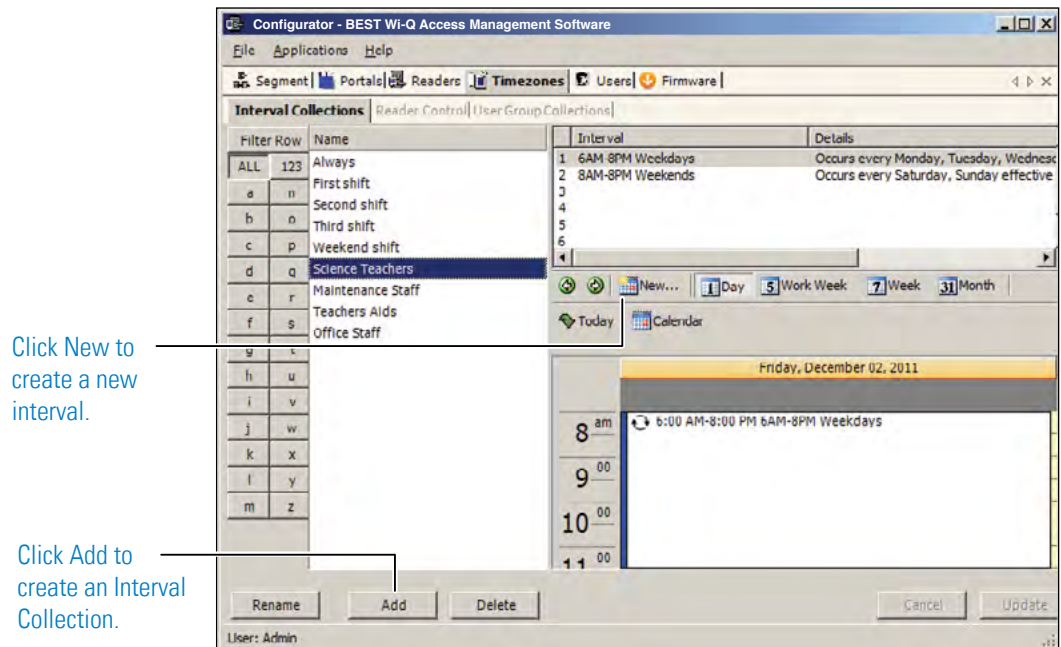 Configurator - BEST Wi-Q Access Management Software
File Applications Help
Segment Portals Readers Timezones Users Firmware
Interval Collections Reader Control User Group Collections
Filter Row Name
ALL 123
a n
b o
c p
d q
e r
f s
g t
h u
i v
j w
k x
l y
m z
Always
First shift
Second shift
Third shift
Weekend shift
Science Teachers
Maintenance Staff
Teachers Aids
Office Staff
Interval Details
1 6AM-8PM Weekdays Occurs every Monday, Tuesday, Wednesc
2 8AM-8PM Weekends Occurs every Saturday, Sunday effective
3
4
5
6
New... 1 Day 5 Work Week 7 Week 31 Month
Today Calendar
Friday, December 02, 2011
8 am 6:00 AM-8:00 PM 6AM-8PM Weekdays
9 00
10 00
11 00
Click New to
create a new
interval.
Click Add to
create an Interval
Collection.
Rename Add Delete Cancel Update
User: Admin